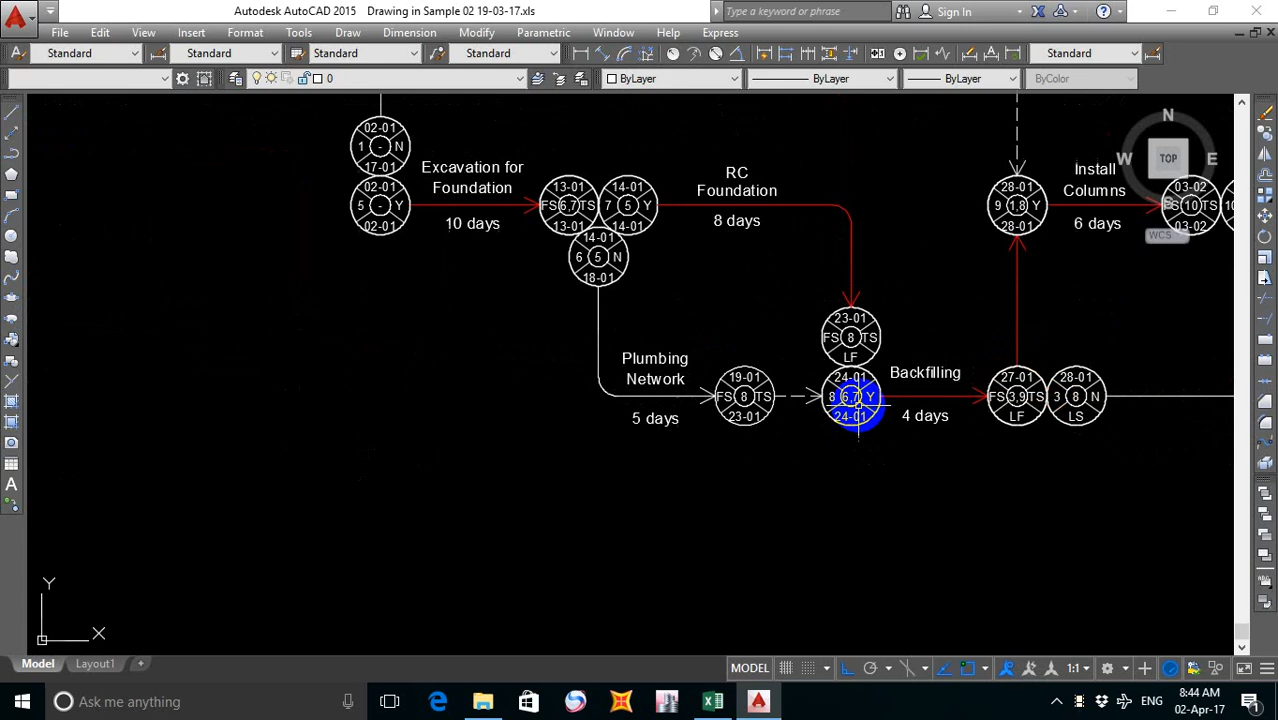 Autodesk AutoCAD 2015 Drawing in Sample 02 19-03-17.xls
Type a keyword or phrase
Sign In
File Edit View Insert Format Tools Draw Dimension Modify Parametric Window Help Express
Standard Standard Standard Standard Standard
0 ByLayer ByLayer ByLayer ByColor
02-01
1 - N
17-01
02-01
5 - Y
02-01
Excavation for
Foundation
10 days
13-01
FS 6,7 TS
13-01
14-01
7 5 Y
14-01
14-01
6 5 N
18-01
RC
Foundation
8 days
Plumbing
Network
5 days
19-01
FS 8 TS
23-01
23-01
FS 8 TS
LF
24-01
8 6,7 Y
24-01
Backfilling
4 days
27-01
FS 3,9 TS
LF
28-01
3 8 N
LS
28-01
9 1,8 Y
28-01
Install
Columns
6 days
03-02
FS (10) TS
03-02
N
W TOP E
S
WCS
Y
X
Model Layout1 +
MODEL 1:1
Ask me anything
ENG
8:44 AM
02-Apr-17